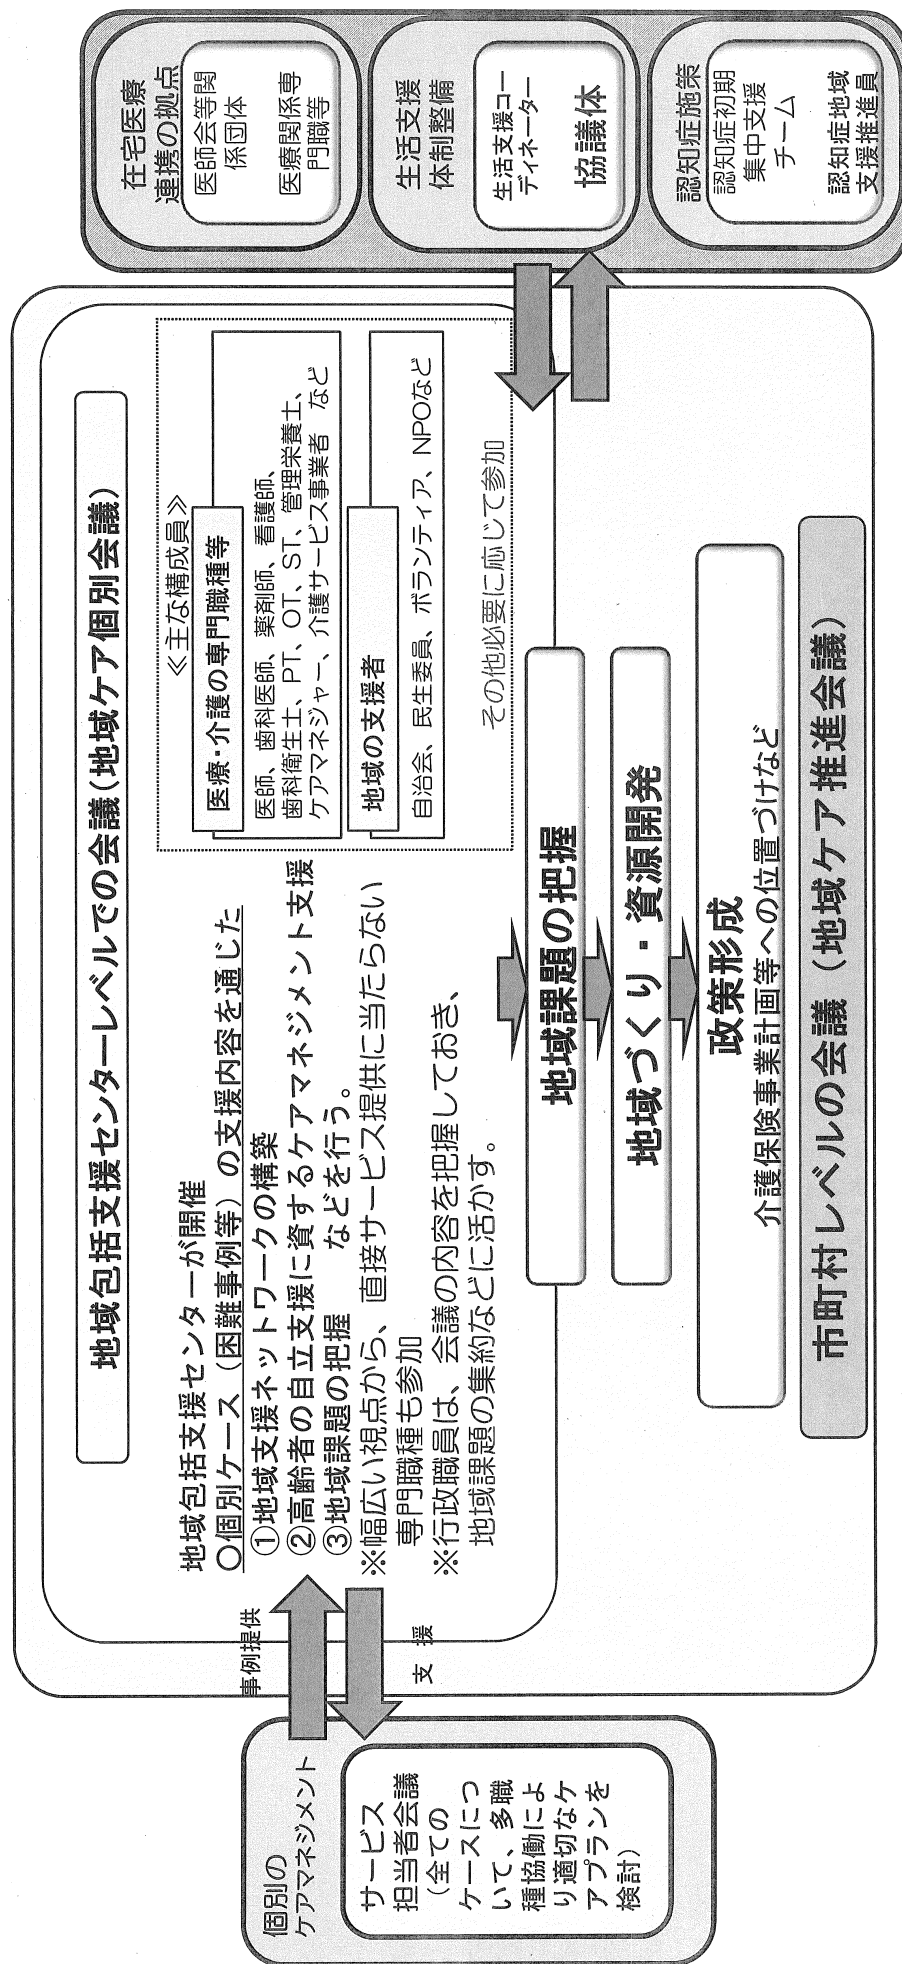 個別の
ケアマネジメント
サービス
担当者会議
（全ての
ケースにつ
いて、多職
種協働によ
り適切なケ
アプランを
検討）
事例提供
支　援
地域包括支援センターレベルでの会議（地域ケア個別会議）
地域包括支援センターが開催
○個別ケース（困難事例等）の支援内容を通じた
①地域支援ネットワークの構築
②高齢者の自立支援に資するケアマネジメント支援
③地域課題の把握　　などを行う。
※幅広い視点から、直接サービス提供に当たらない
専門職種も参加
※行政職員は、会議の内容を把握しておき、
地域課題の集約などに活かす。
≪主な構成員≫
医療・介護の専門職種等
医師、歯科医師、薬剤師、看護師、
歯科衛生士、PT、OT、ST、管理栄養士、
ケアマネジャー、介護サービス事業者　など
地域の支援者
自治会、民生委員、ボランティア、NPOなど
その他必要に応じて参加
地域課題の把握
地域づくり・資源開発
政策形成
介護保険事業計画等への位置づけなど
市町村レベルの会議（地域ケア推進会議）
在宅医療
連携の拠点
医師会等関
係団体
医療関係専
門職等
生活支援
体制整備
生活支援コー
ディネーター
協議体
認知症施策
認知症初期
集中支援
チーム
認知症地域
支援推進員